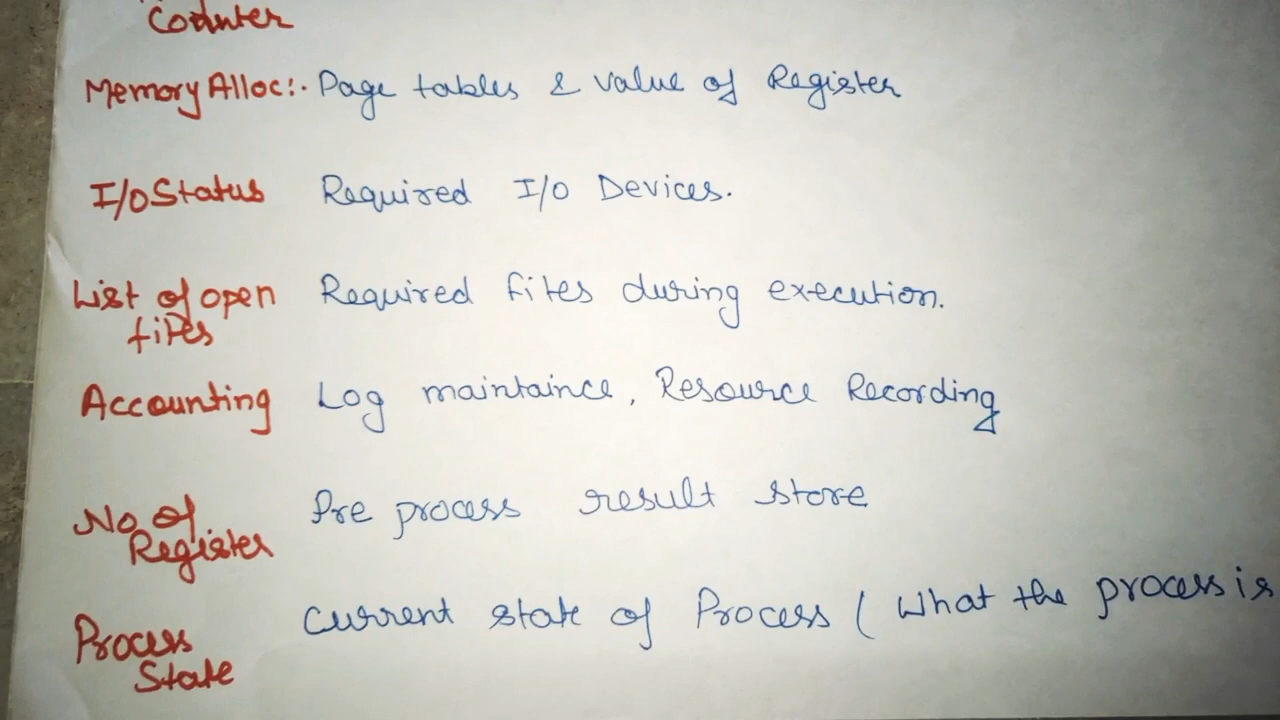 Counter
Memory Alloc:. Page tables & value of Register
I/O Status Required I/O Devices.
List of open Required files during execution.
files
Accounting Log maintaince, Resource Recording
No of Pre process result store
Register
Process Current state of Process ( What the process is
State